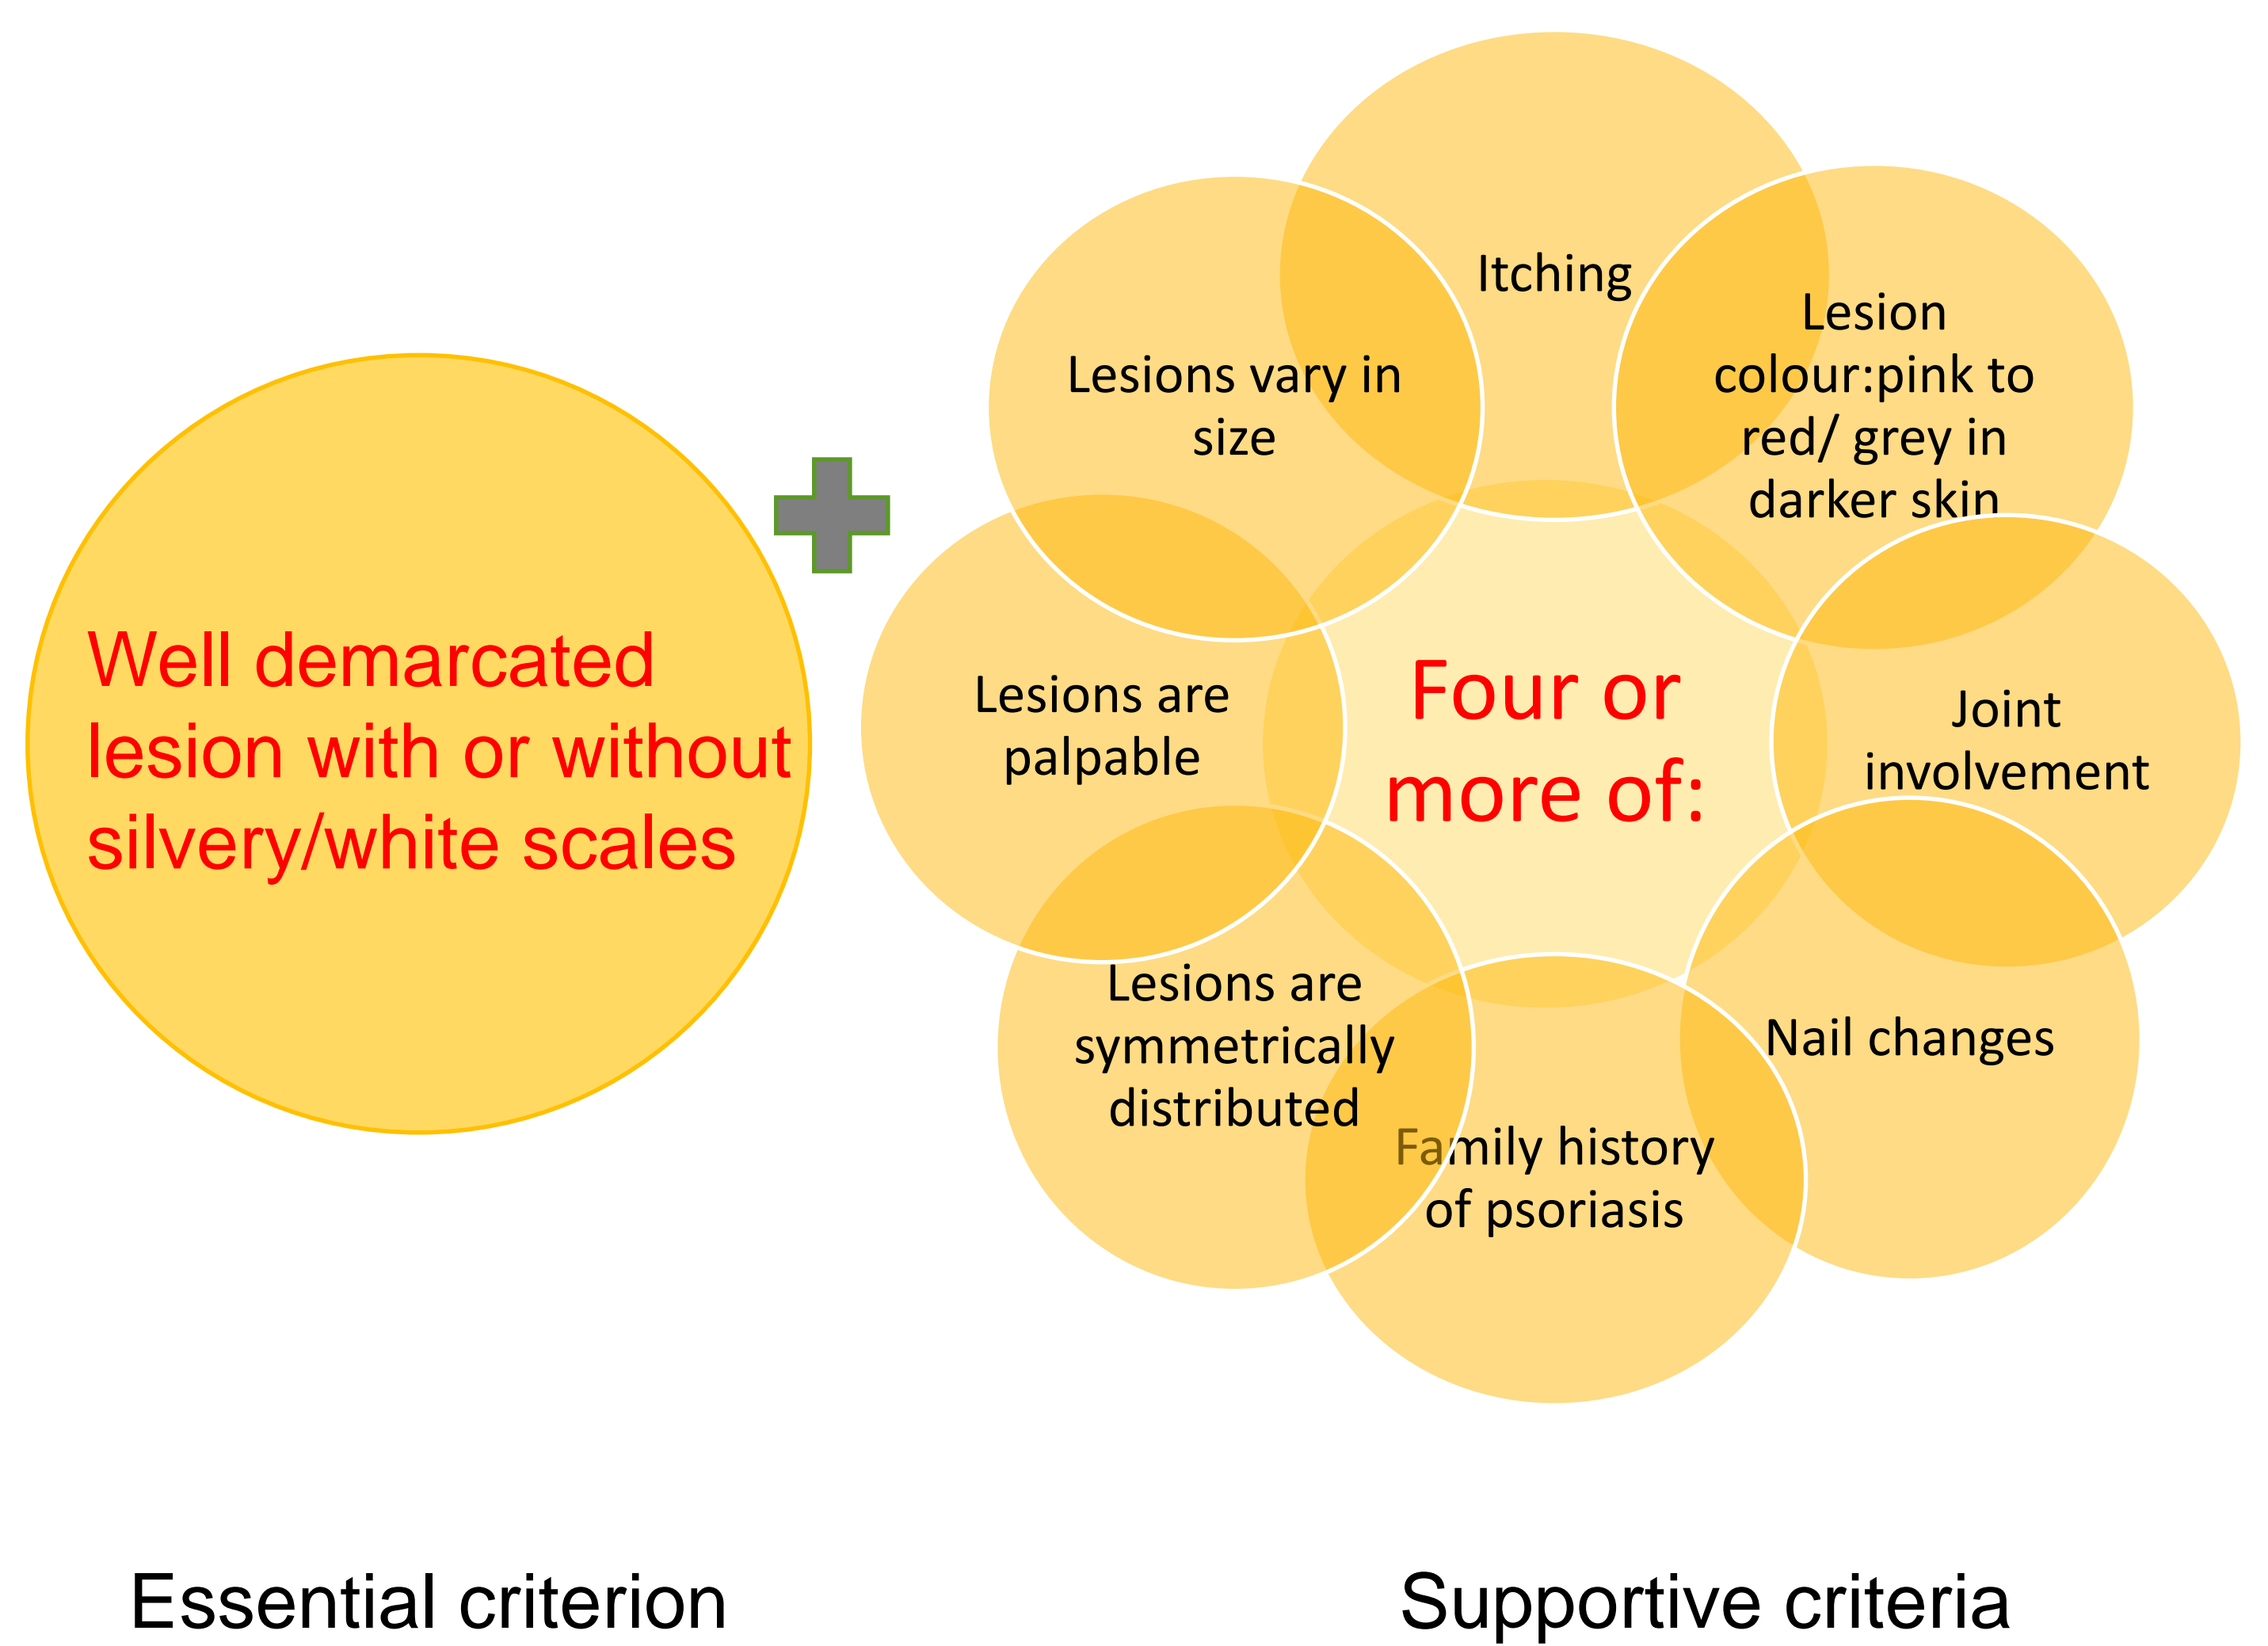 Well demarcated
lesion with or without
silvery/white scales
Four or
more of:
Itching
Lesion
colour:pink to
red/ grey in
darker skin
Joint
involvement
Nail changes
Family history
of psoriasis
Lesions are
symmetrically
distributed
Lesions are
palpable
Lesions vary in
size
Essential criterion
Supportive criteria